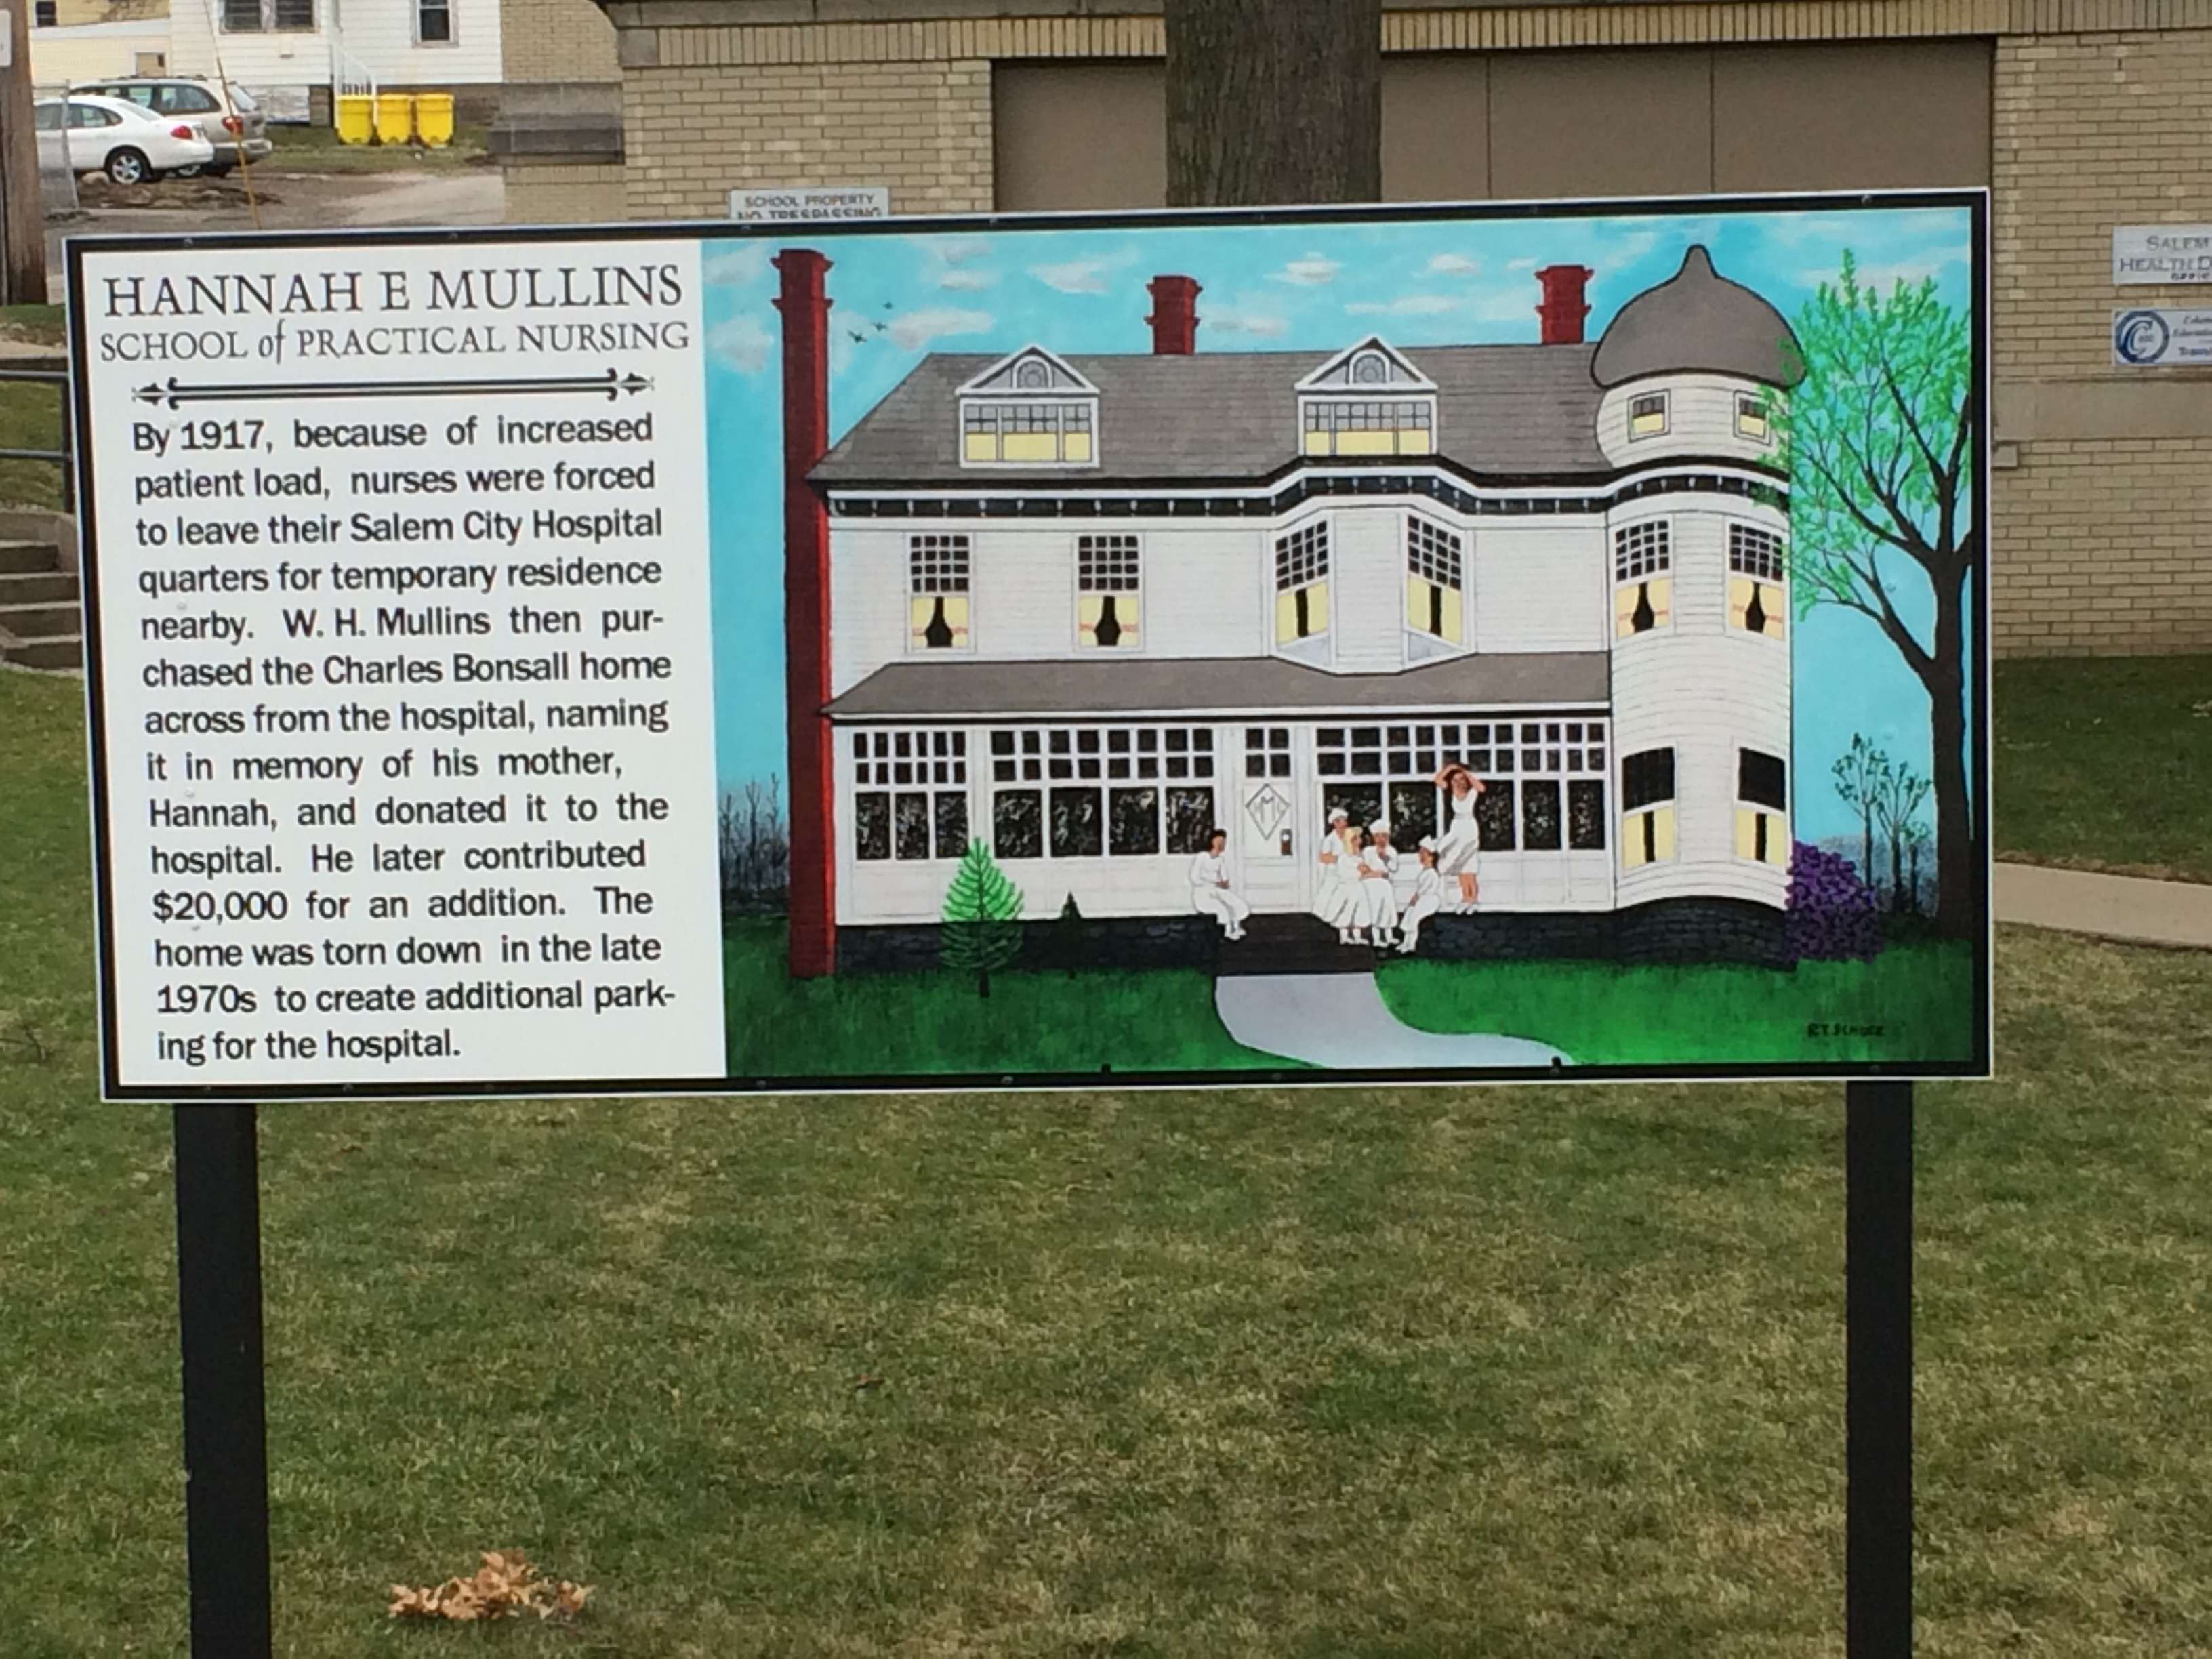 SCHOOL PROPERTY
NO TRESPASSING
HANNAH E MULLINS
SCHOOL of PRACTICAL NURSING
By 1917, because of increased
patient load, nurses were forced
to leave their Salem City Hospital
quarters for temporary residence
nearby. W. H. Mullins then pur-
chased the Charles Bonsall home
across from the hospital, naming
it in memory of his mother,
Hannah, and donated it to the
hospital. He later contributed
$20,000 for an addition. The
home was torn down in the late
1970s to create additional park-
ing for the hospital.
SALEM
HEALTH D